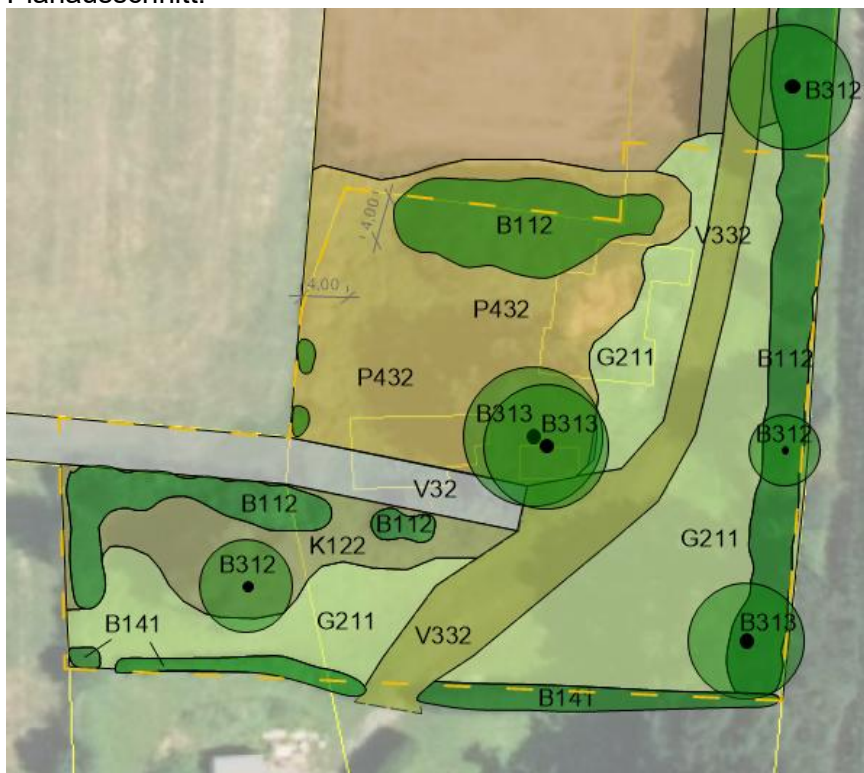 Planausschnitt:
B312
B112
V332
4,00
4,00
P432
G211
B112
P432
B313
B313
B312
V32
B112
B112
K122
G211
B312
B313
G211
B141
V332
B141